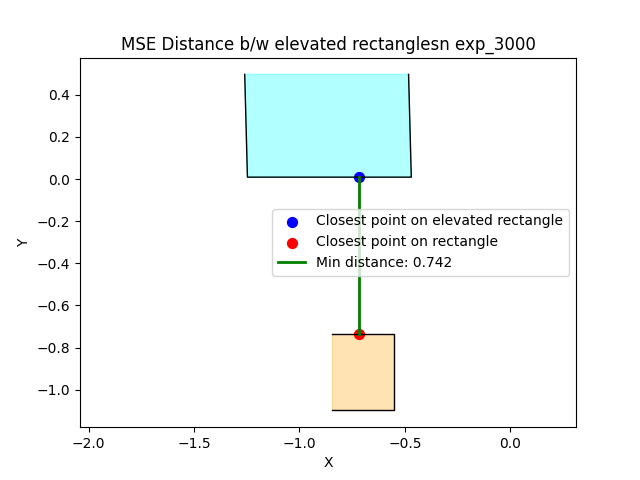 MSE Distance b/w elevated rectanglesn exp_3000
0.4
0.2
0.0
−0.2
−0.4
−0.6
−0.8
−1.0
Y
Closest point on elevated rectangle
Closest point on rectangle
Min distance: 0.742
−2.0 −1.5 −1.0 −0.5 0.0
X